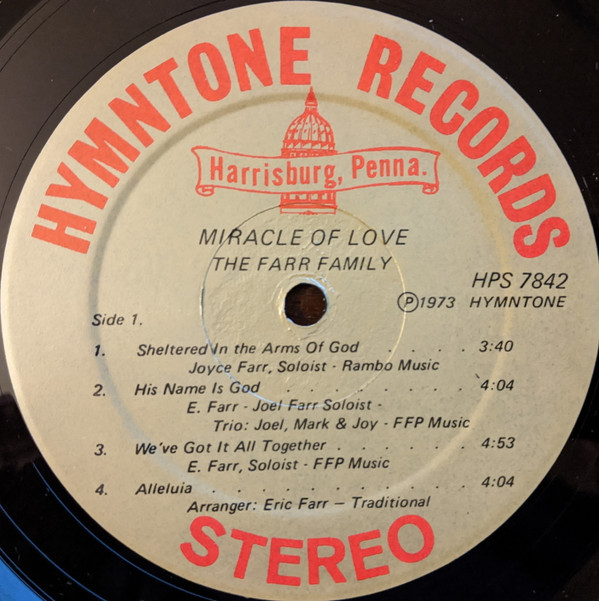 HYMNTONE RECORDS
Harrisburg, Penna.
MIRACLE OF LOVE
THE FARR FAMILY
HPS 7842
Ⓟ1973 HYMNTONE
Side 1.
1. Sheltered In the Arms Of God . . . . 3:40
Joyce Farr, Soloist - Rambo Music
2. His Name Is God . . . . . . . . 4:04
E. Farr - Joel Farr Soloist -
Trio: Joel, Mark & Joy - FFP Music
3. We've Got It All Together . . . . . . 4:53
E. Farr, Soloist - FFP Music
4. Alleluia . . . . . . . . . . . 4:04
Arranger: Eric Farr — Traditional
STEREO